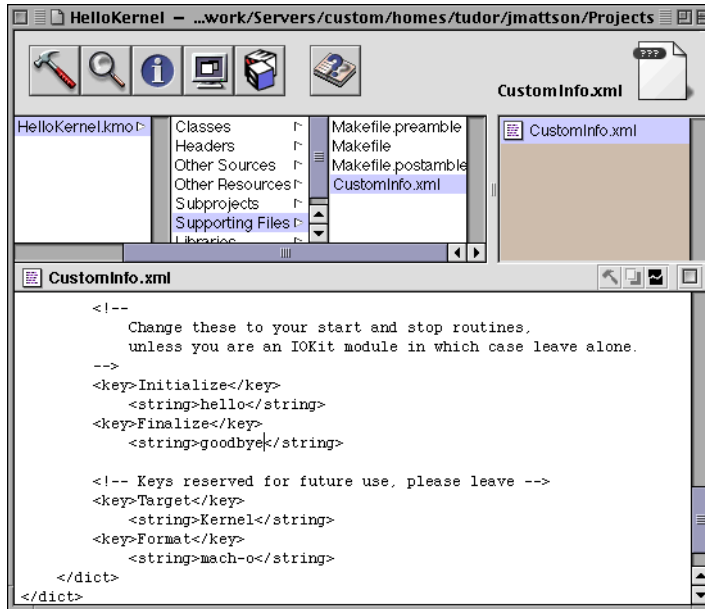 HelloKernel — ...work/Servers/custom/homes/tudor/jmattson/Projects
???
CustomInfo.xml
HelloKernel.kmo
Classes
Headers
Other Sources
Other Resources
Subprojects
Supporting Files
Libraries
Makefile.preamble
Makefile
Makefile.postamble
CustomInfo.xml
CustomInfo.xml
CustomInfo.xml
<!--
Change these to your start and stop routines,
unless you are an IOKit module in which case leave alone.
-->
<key>Initialize</key>
<string>hello</string>
<key>Finalize</key>
<string>goodbye</string>
<!-- Keys reserved for future use, please leave -->
<key>Target</key>
<string>Kernel</string>
<key>Format</key>
<string>mach-o</string>
</dict>
</dict>